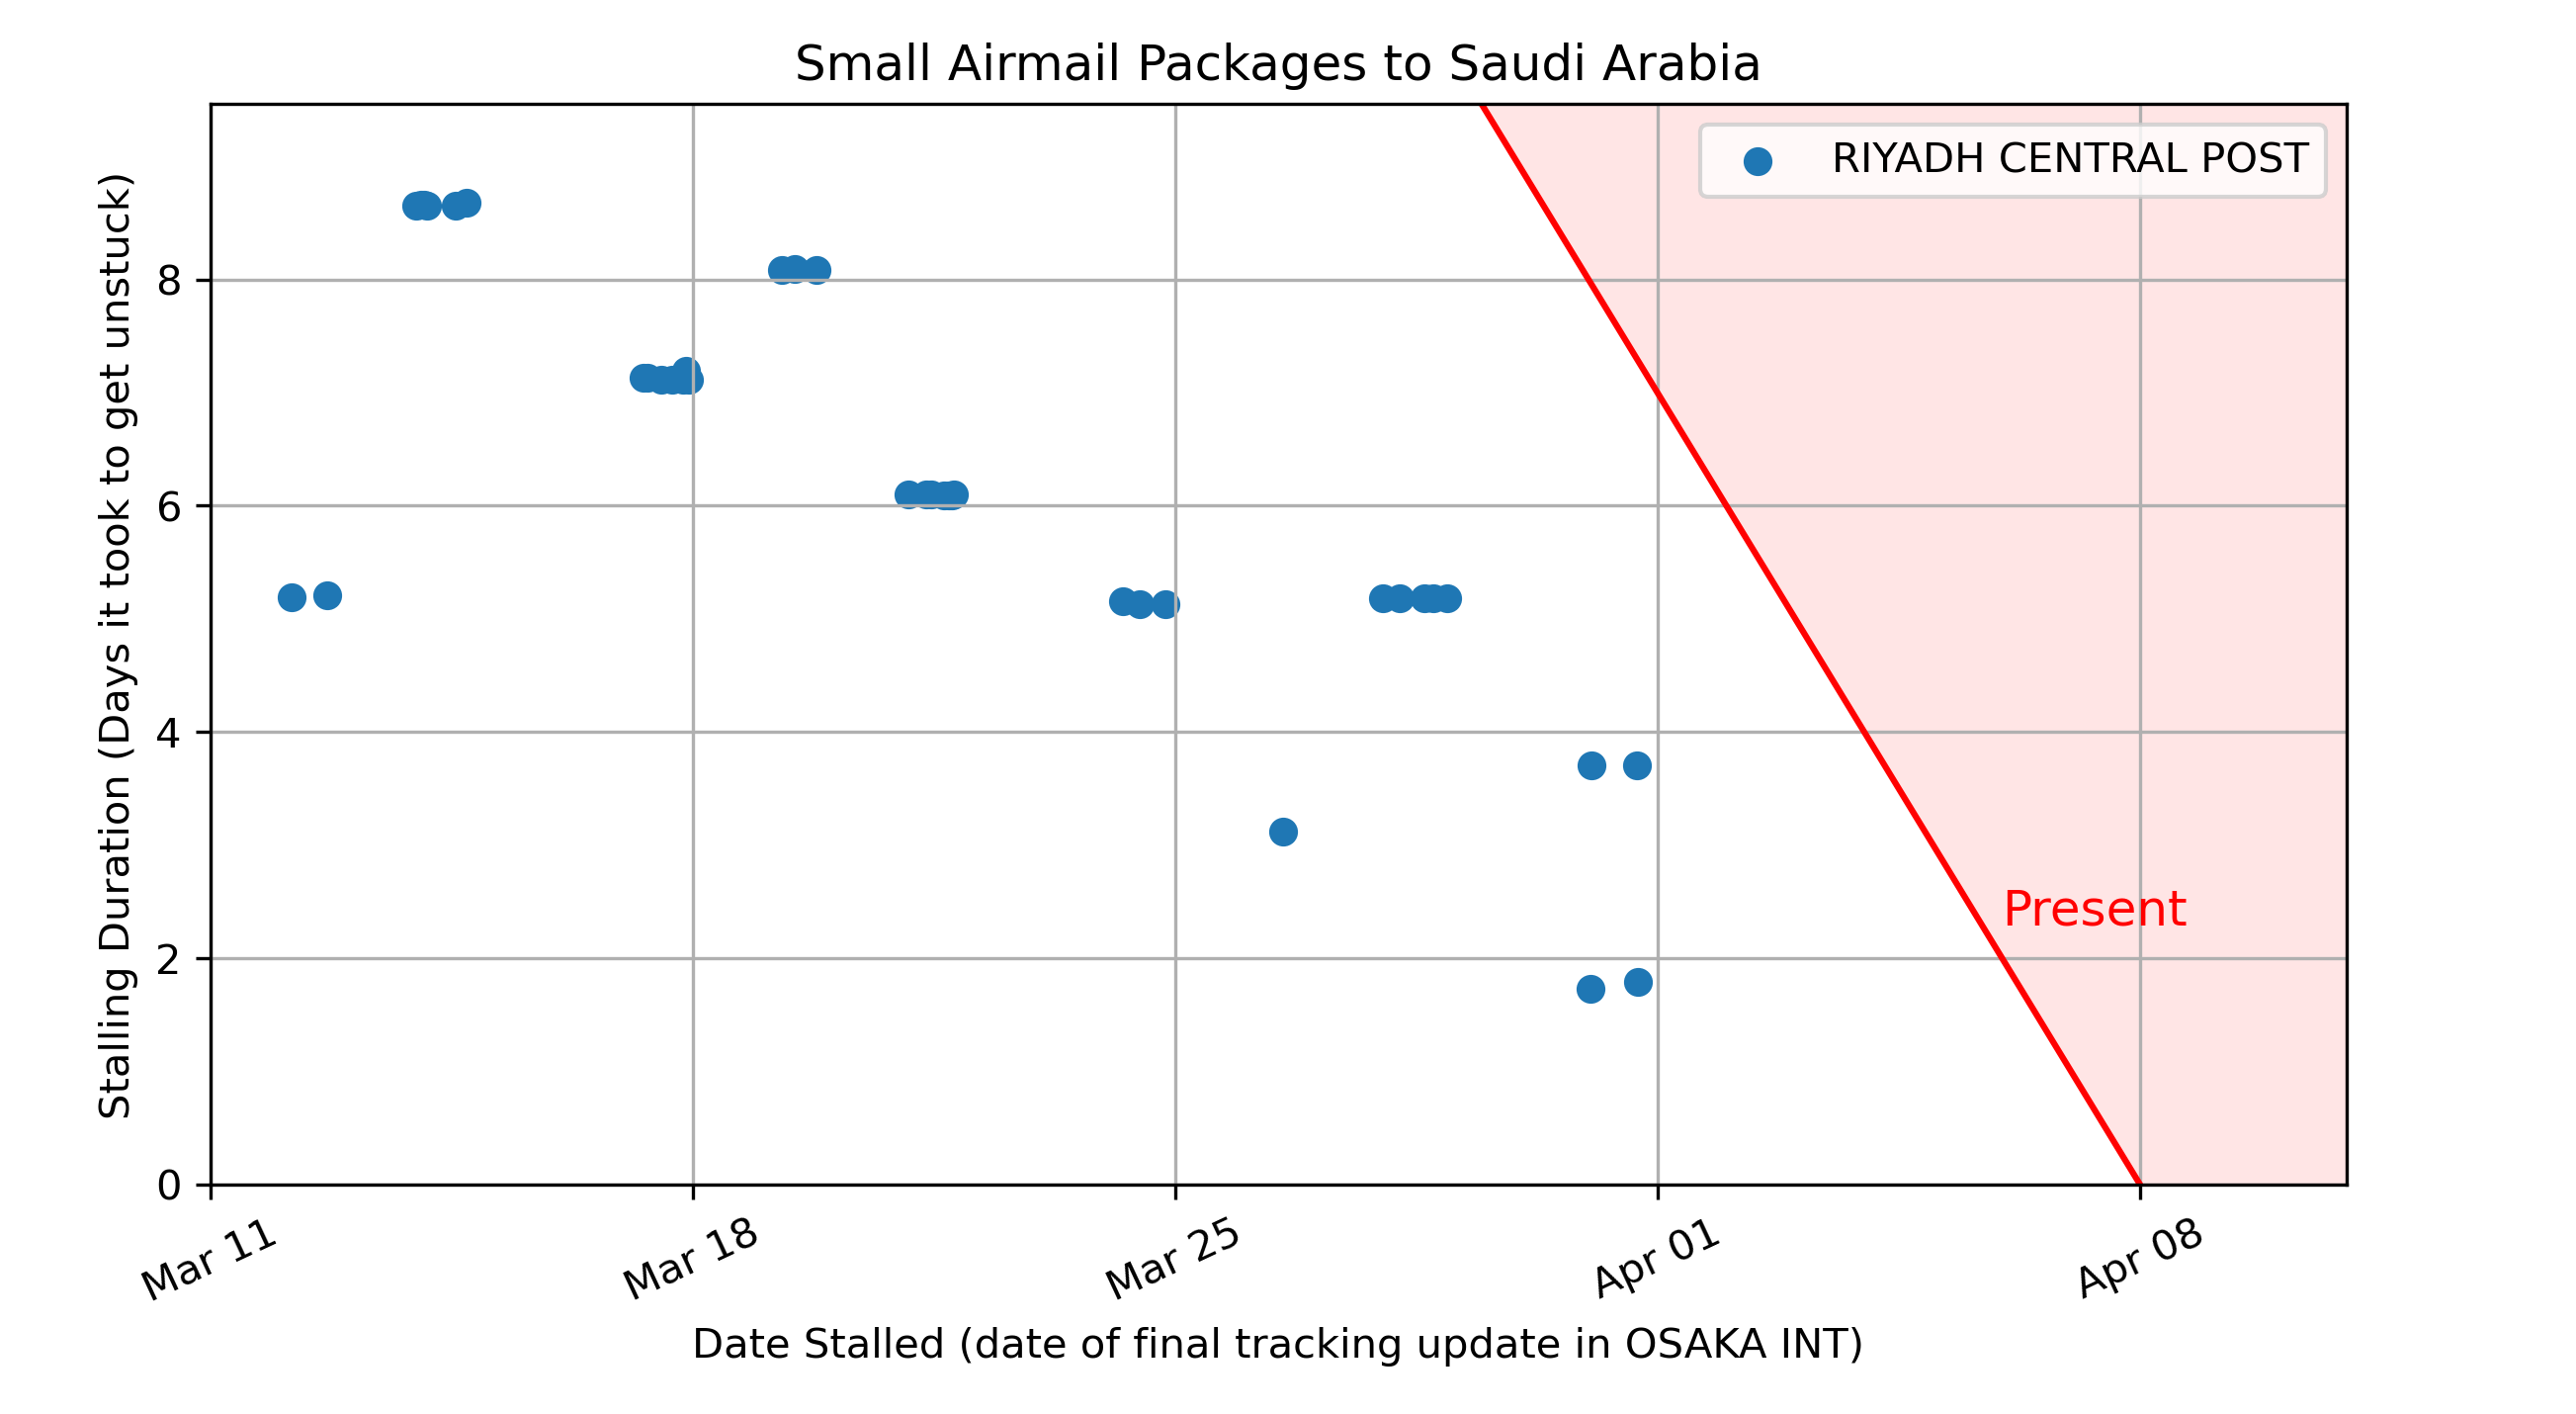 Small Airmail Packages to Saudi Arabia
RIYADH CENTRAL POST
Stalling Duration (Days it took to get unstuck)
8
6
4
2
0
Present
Mar 11
Mar 18
Mar 25
Apr 01
Apr 08
Date Stalled (date of final tracking update in OSAKA INT)